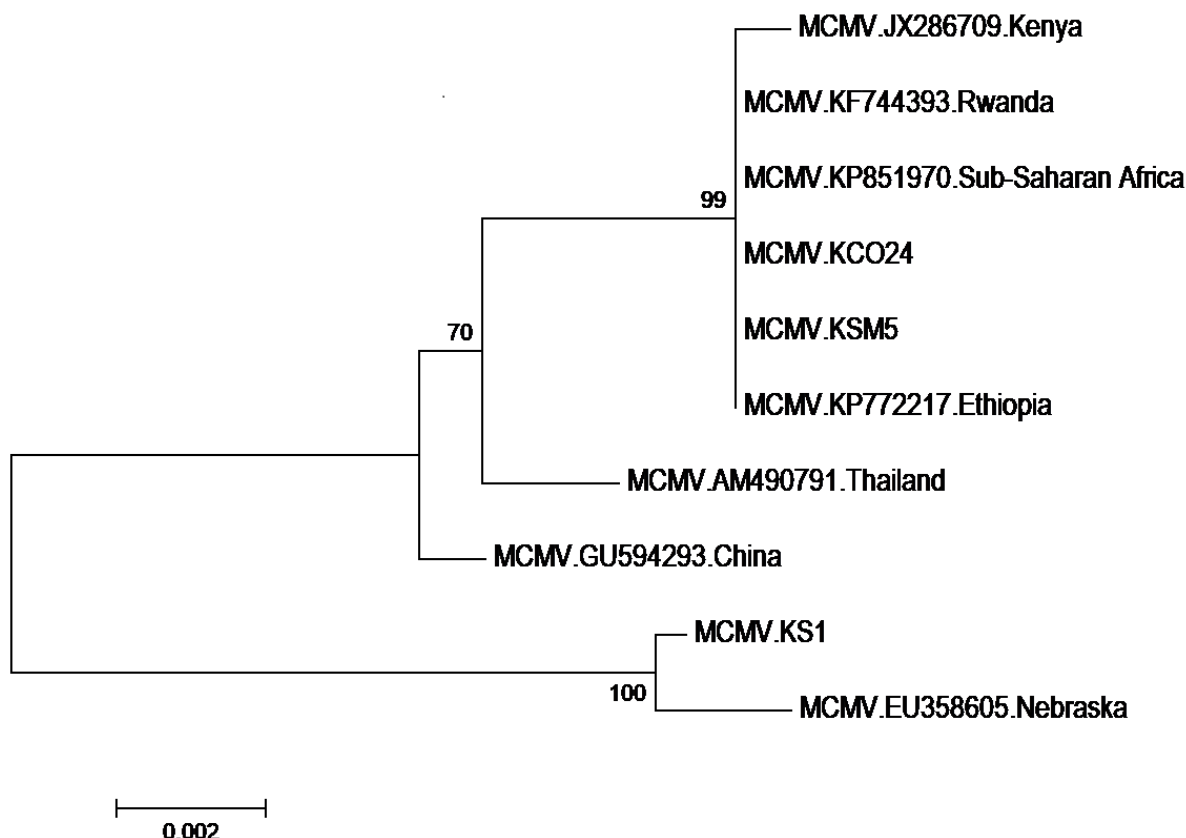 MCMV.JX286709.Kenya
MCMV.KF744393.Rwanda
MCMV.KP851970.Sub-Saharan Africa
99
MCMV.KCO24
MCMV.KSM5
70
MCMV.KP772217.Ethiopia
MCMV.AM490791.Thailand
MCMV.GU594293.China
MCMV.KS1
100
MCMV.EU358605.Nebraska
0.002